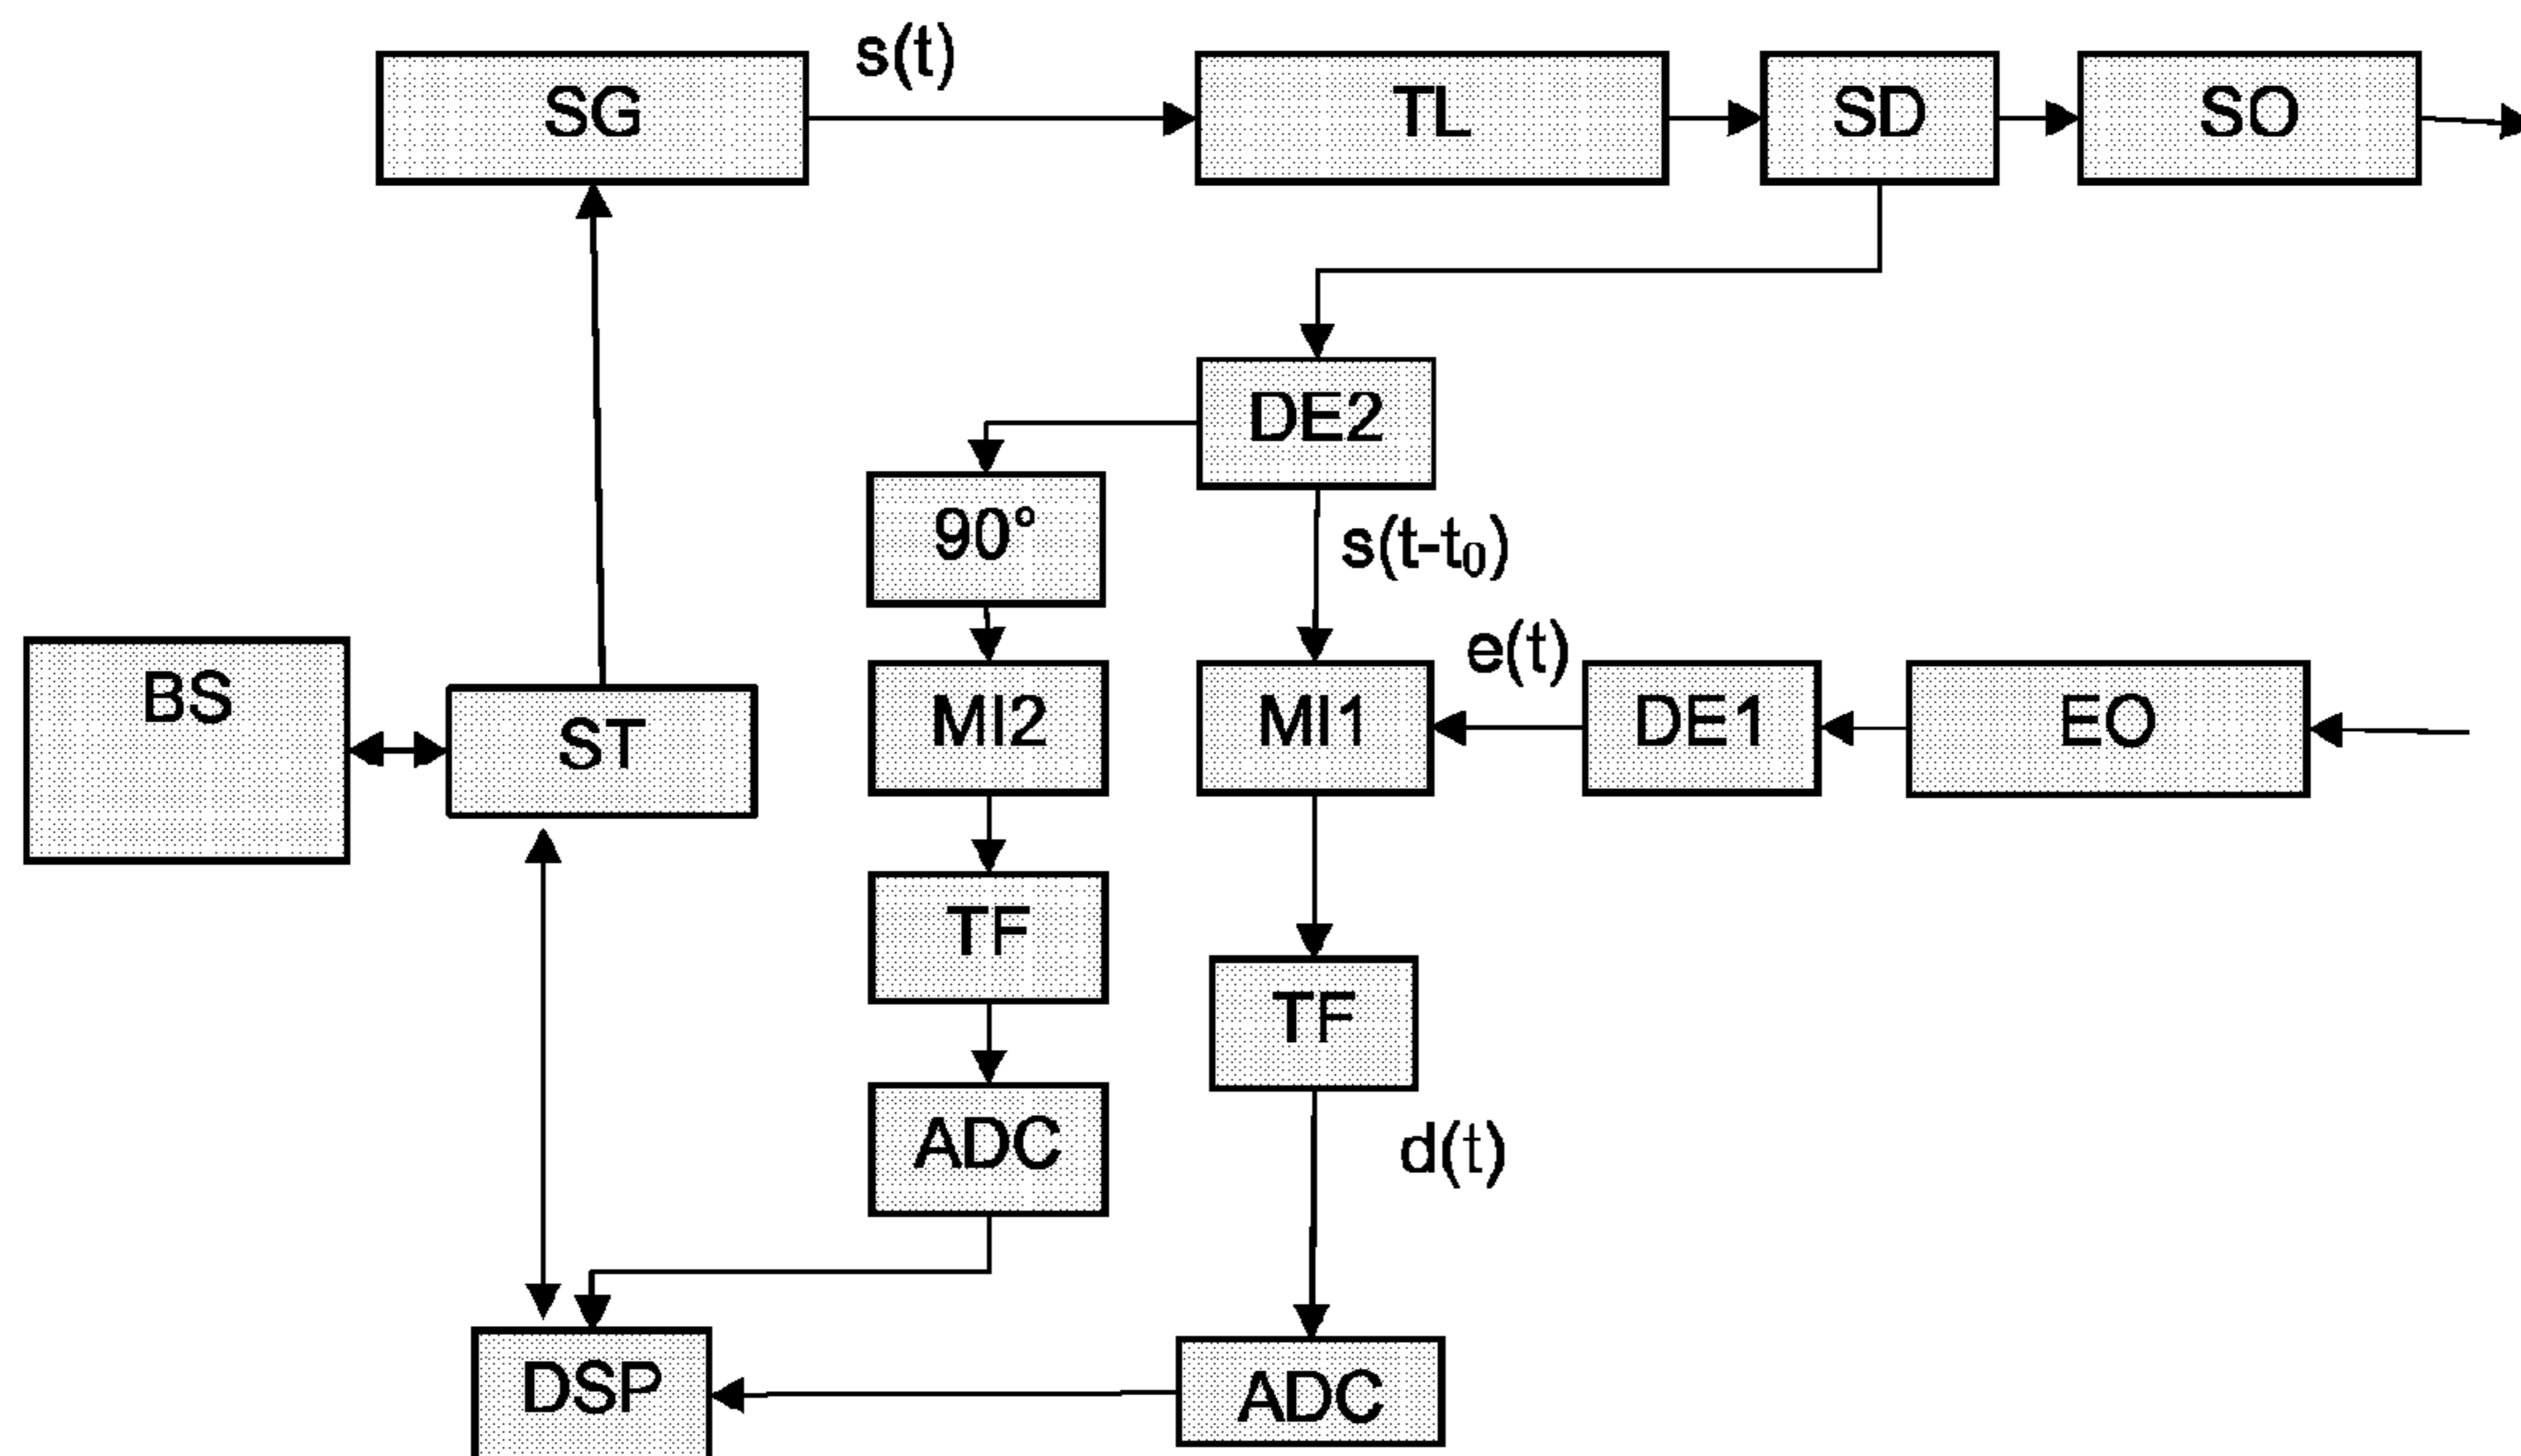 s(t)
SG
TL
SD
SO
DE2
90°
s(t-t₀)
e(t)
BS
ST
MI2
MI1
DE1
EO
TF
TF
ADC
d(t)
DSP
ADC